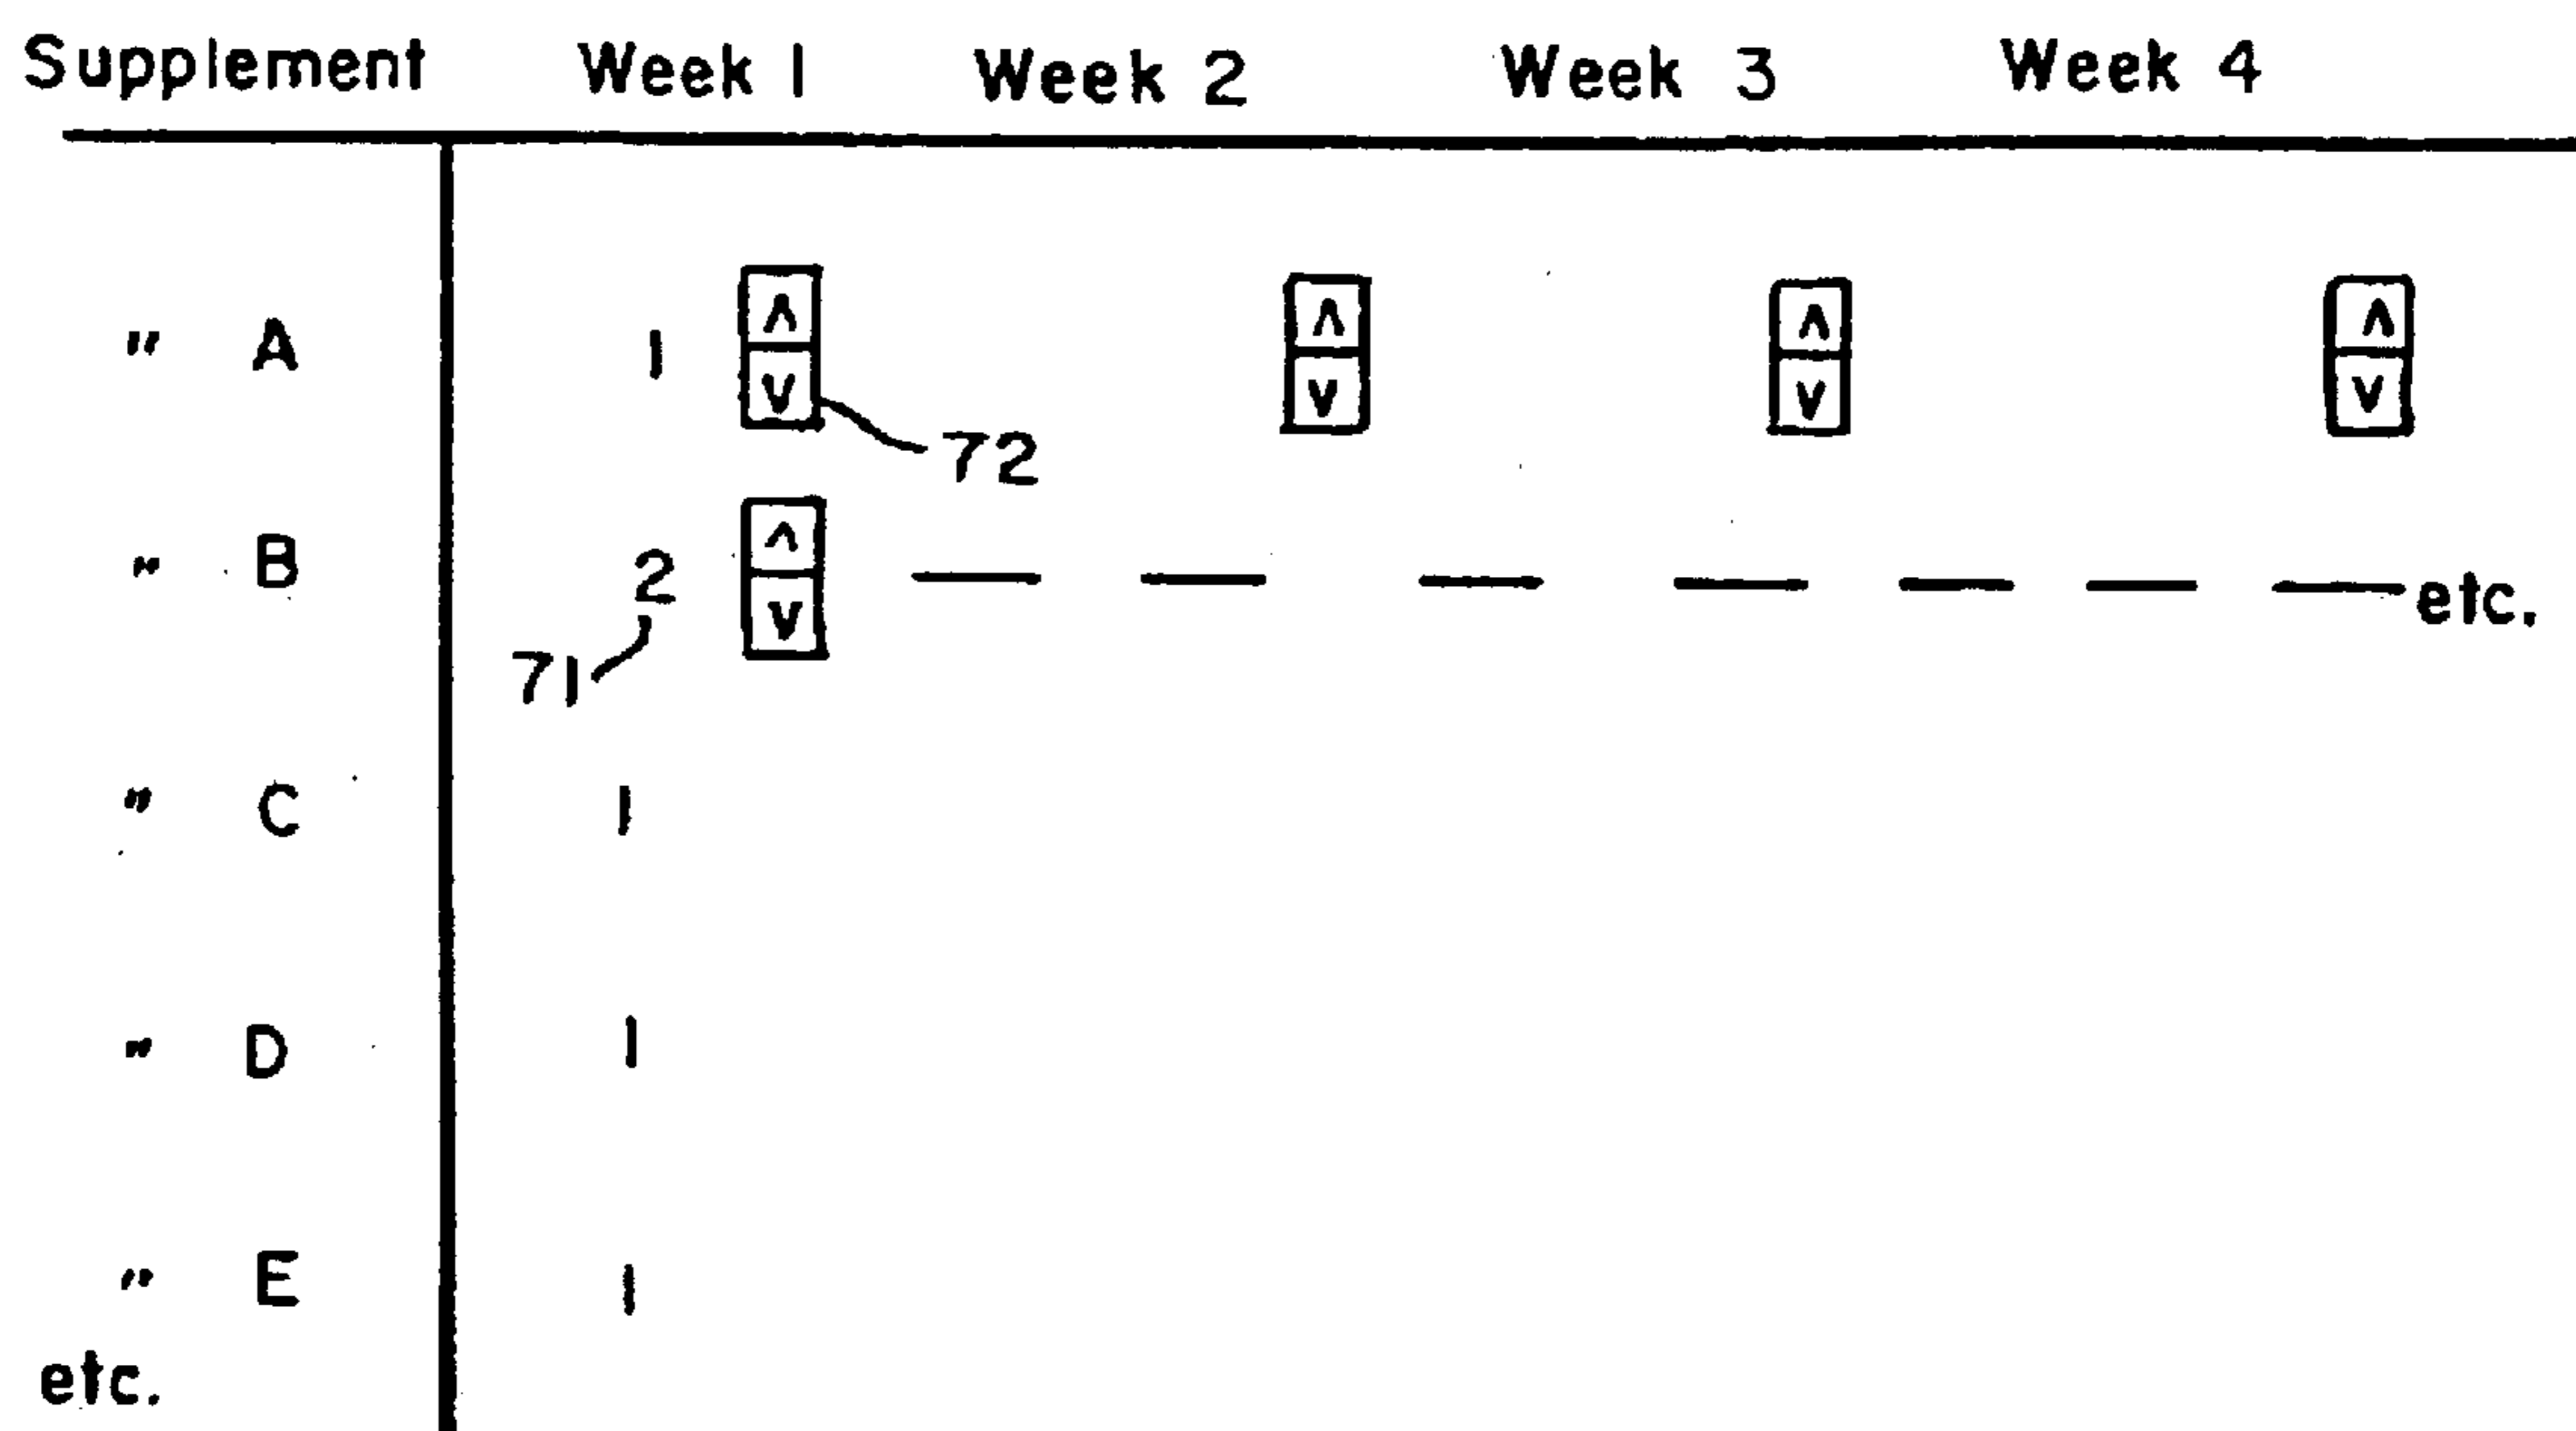 Supplement Week 1 Week 2 Week 3 Week 4
" A 1 ∧ ∧ ∧ ∧
∨ ∨ ∨ ∨
72
" B 2 ∧ — — — — — — — etc.
∨
71
" C 1
" D 1
" E 1
etc.